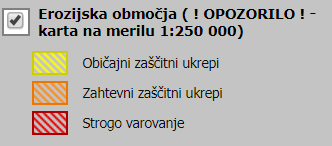 Erozijska območja ( ! OPOZORILO ! -
karta na merilu 1:250 000)
Običajni zaščitni ukrepi
Zahtevni zaščitni ukrepi
Strogo varovanje